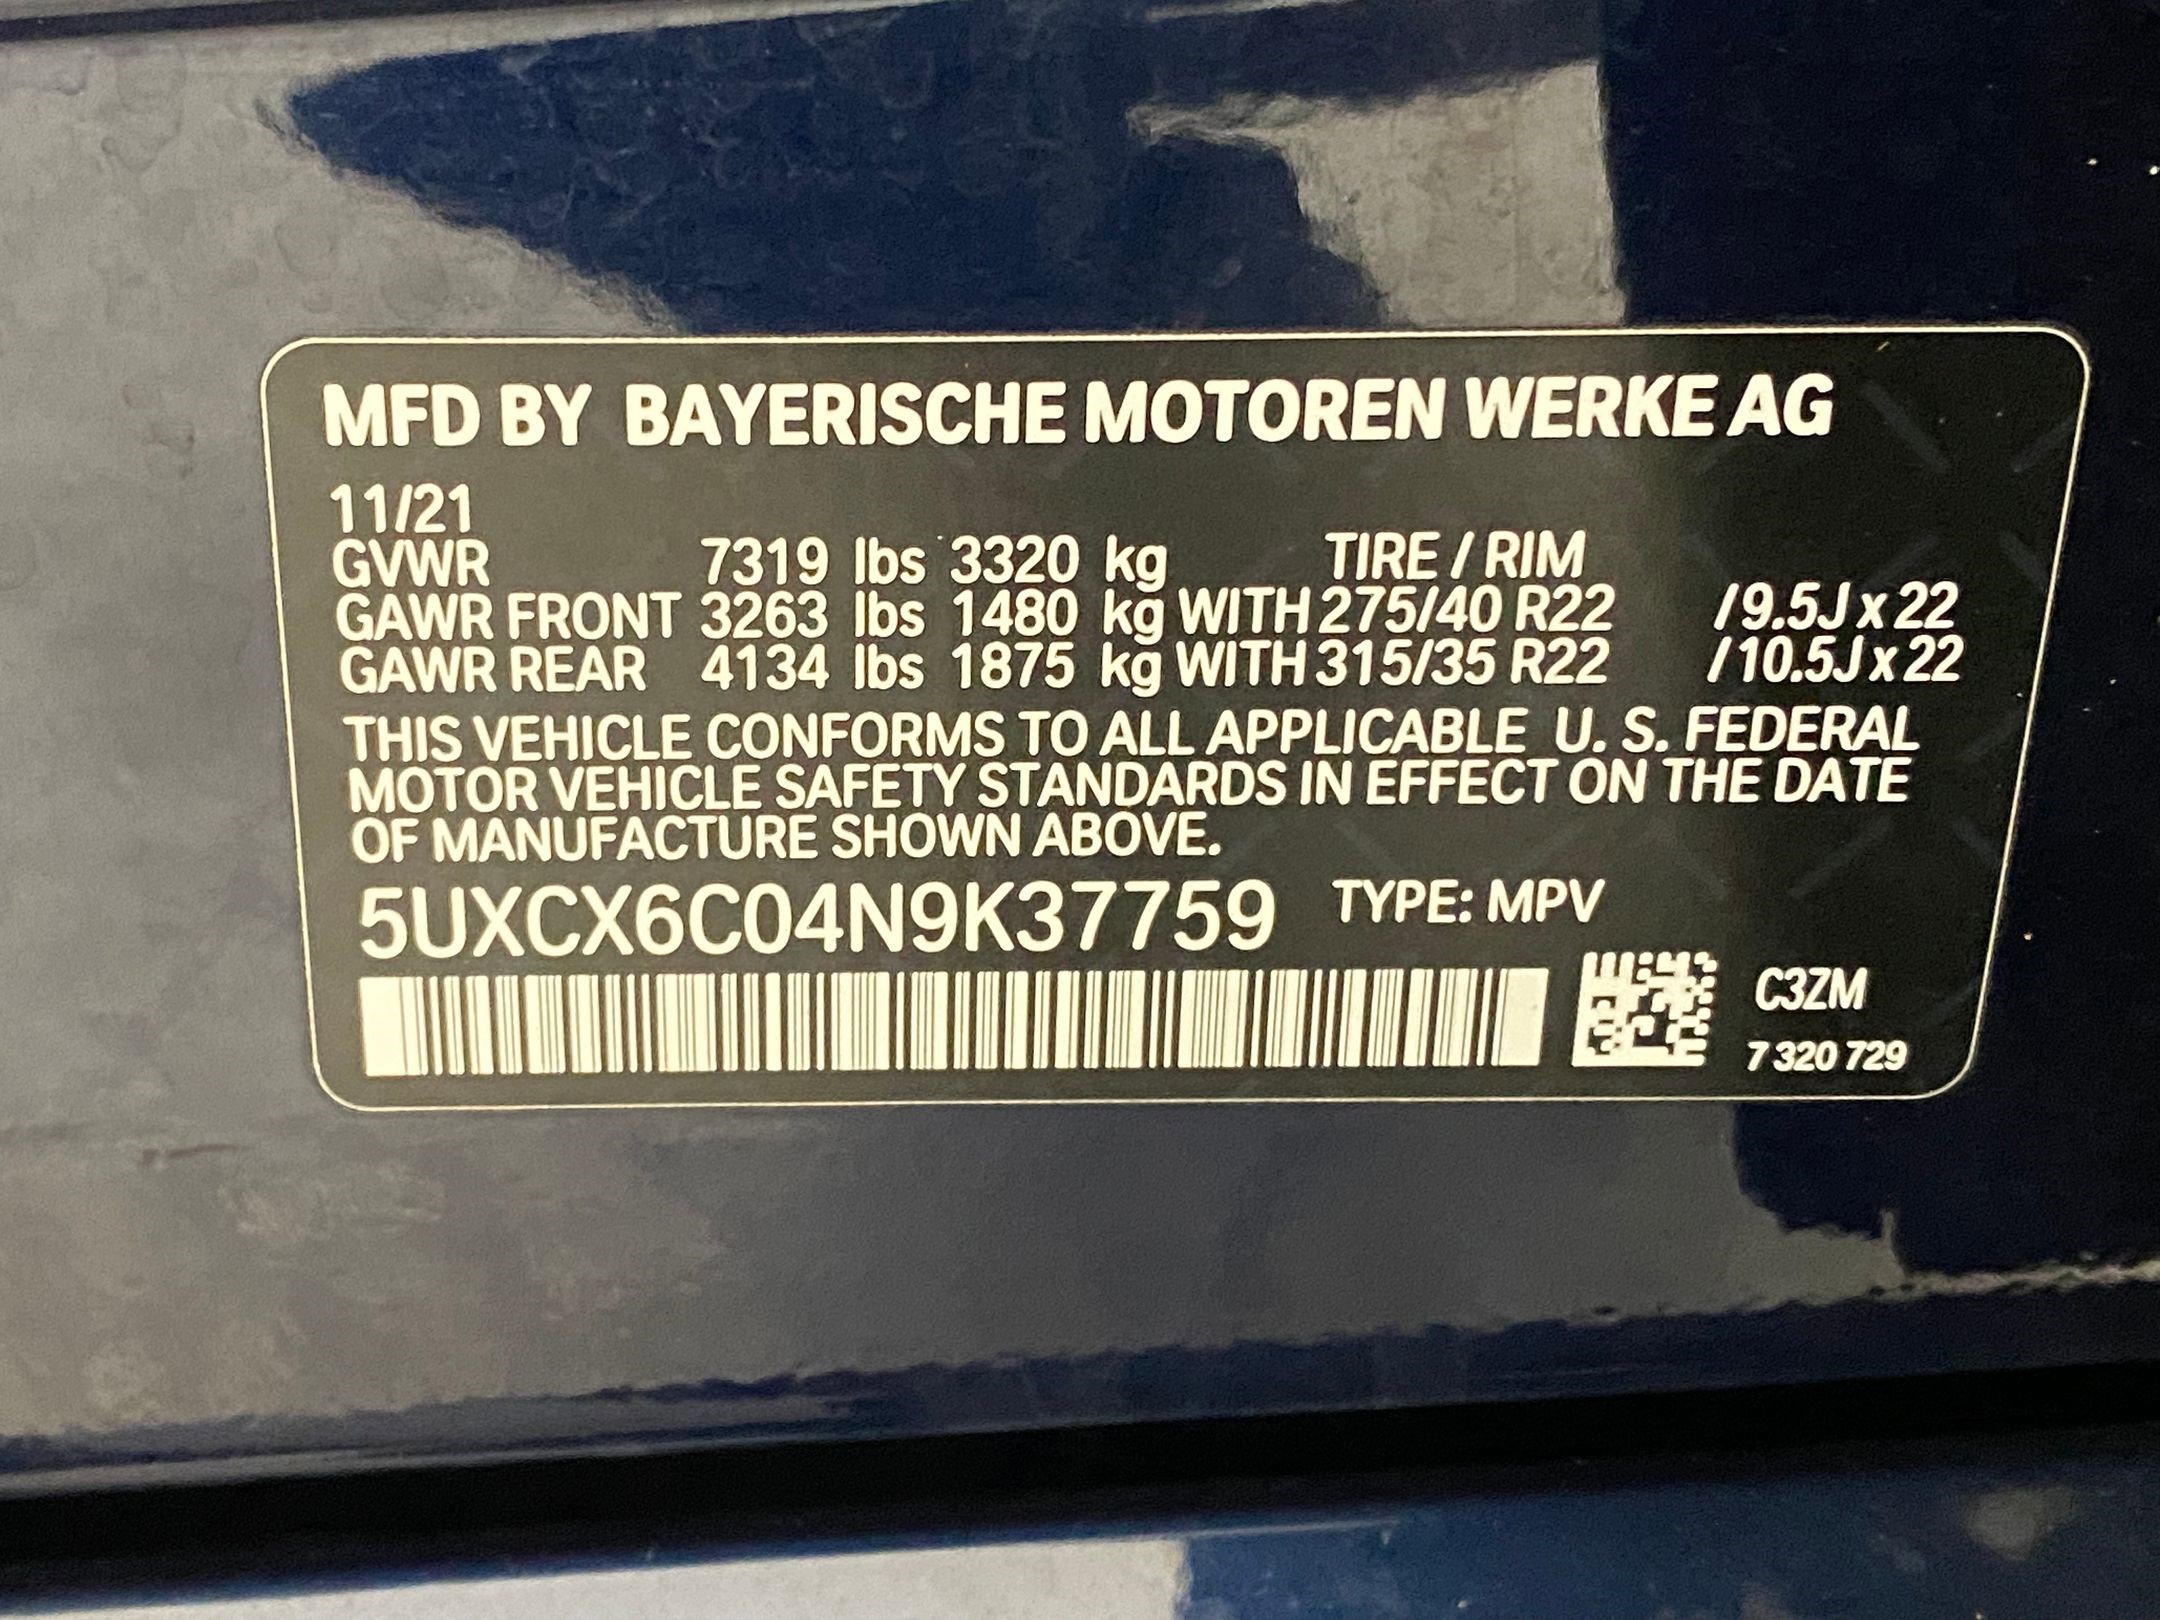 MFD BY BAYERISCHE MOTOREN WERKE AG
11/21
GVWR 7319 lbs 3320 kg TIRE / RIM
GAWR FRONT 3263 lbs 1480 kg WITH 275/40 R22 / 9.5J x 22
GAWR REAR 4134 lbs 1875 kg WITH 315/35 R22 / 10.5J x 22
THIS VEHICLE CONFORMS TO ALL APPLICABLE U. S. FEDERAL
MOTOR VEHICLE SAFETY STANDARDS IN EFFECT ON THE DATE
OF MANUFACTURE SHOWN ABOVE.
5UXCX6C04N9K37759 TYPE: MPV
C3ZM
7 320 729